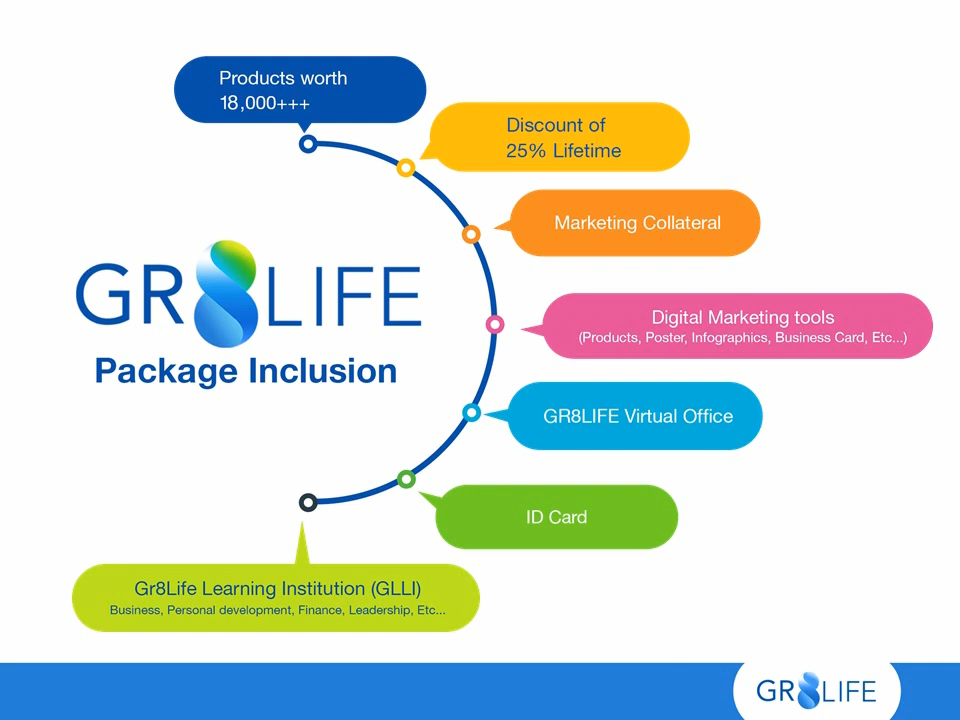 Products worth
18,000+++
Discount of
25% Lifetime
Marketing Collateral
GR8LIFE
Package Inclusion
Digital Marketing tools
(Products, Poster, Infographics, Business Card, Etc...)
GR8LIFE Virtual Office
ID Card
Gr8Life Learning Institution (GLLI)
Business, Personal development, Finance, Leadership, Etc...
GR8LIFE